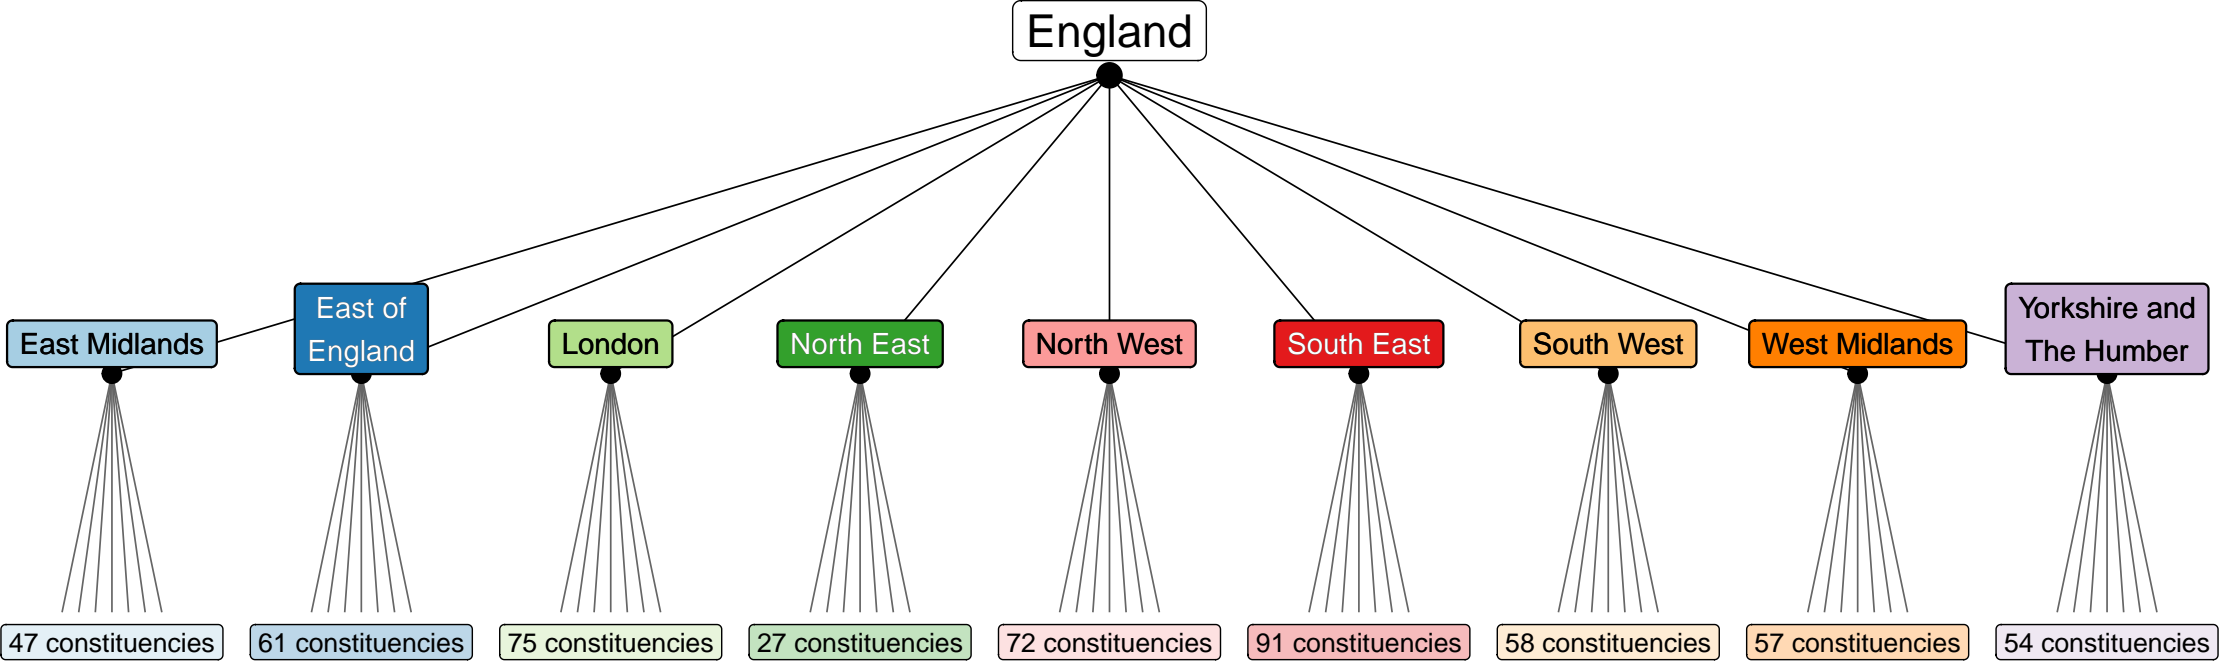 England
East Midlands
East of
England
London
North East
North West
South East
South West
West Midlands
Yorkshire and
The Humber
47 constituencies
61 constituencies
75 constituencies
27 constituencies
72 constituencies
91 constituencies
58 constituencies
57 constituencies
54 constituencies